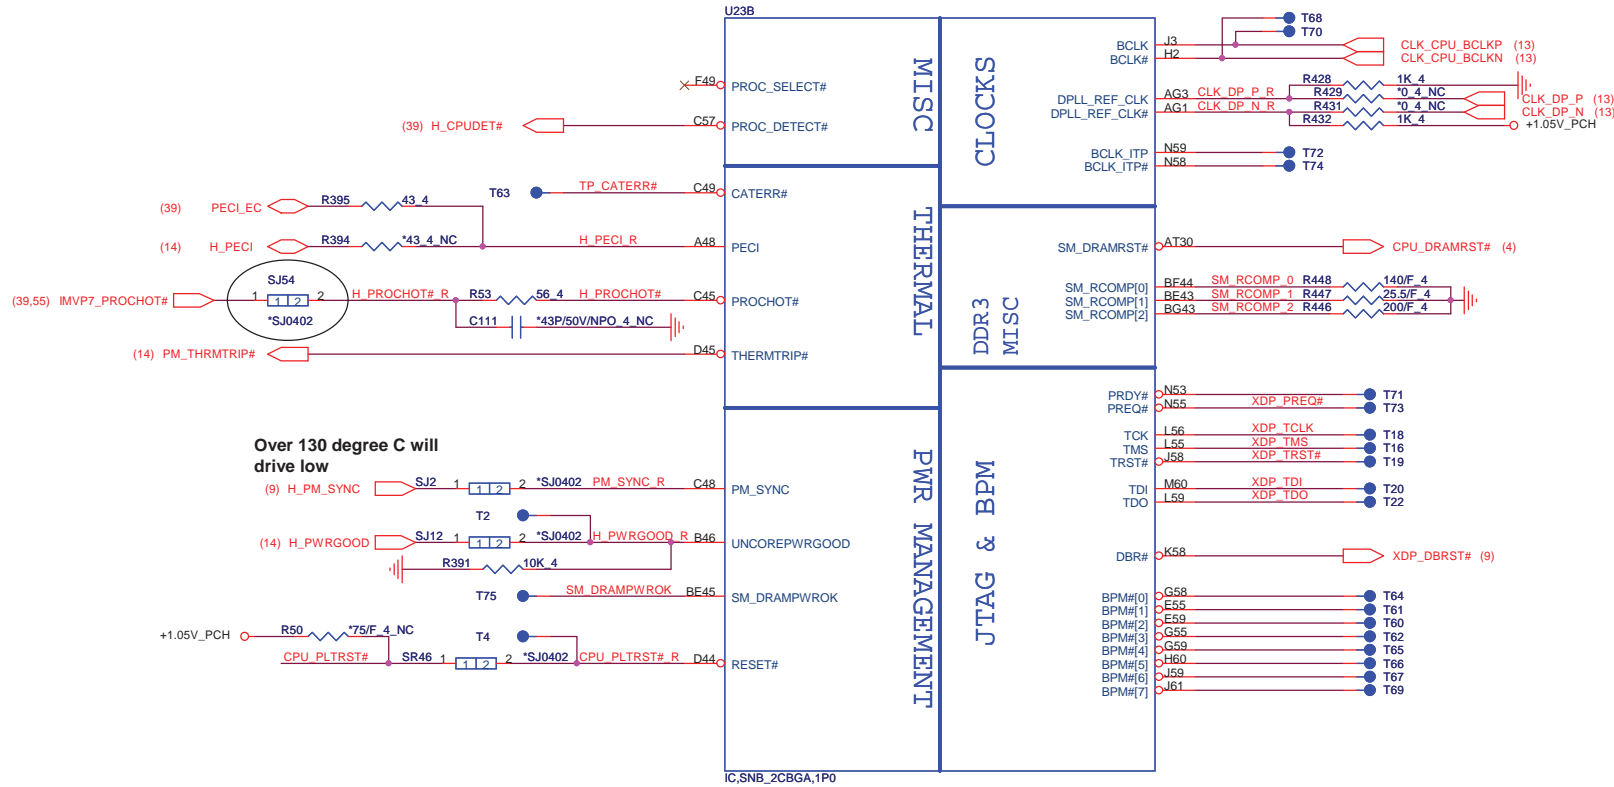 U23B
MISC
THERMAL
PWR MANAGEMENT
CLOCKS
DDR3
MISC
JTAG & BPM
F49 PROC_SELECT#
(39) H_CPUDET# C57 PROC_DETECT#
T63 TP_CATERR# C49 CATERR#
(39) PECI_EC R395 43_4
(14) H_PECI R394 *43_4_NC H_PECI_R A48 PECI
SJ54
(39,55) IMVP7_PROCHOT# 1 1 2 2 H_PROCHOT#_R R53 56_4 H_PROCHOT# C45 PROCHOT#
*SJ0402
C111 *43P/50V/NPO_4_NC
(14) PM_THRMTRIP# D45 THERMTRIP#
Over 130 degree C will
drive low
(9) H_PM_SYNC SJ2 1 1 2 2 *SJ0402 PM_SYNC_R C48 PM_SYNC
T2
(14) H_PWRGOOD SJ12 1 1 2 2 *SJ0402 H_PWRGOOD_R B46 UNCOREPWRGOOD
R391 10K_4
T75 SM_DRAMPWROK BE45 SM_DRAMPWROK
+1.05V_PCH R50 *75/F_4_NC T4
CPU_PLTRST# SR46 1 1 2 2 *SJ0402 CPU_PLTRST#_R D44 RESET#
T68
T70
BCLK J3 CLK_CPU_BCLKP (13)
BCLK# H2 CLK_CPU_BCLKN (13)
R428 1K_4
DPLL_REF_CLK AG3 CLK_DP_P_R R429 *0_4_NC CLK_DP_P (13)
DPLL_REF_CLK# AG1 CLK_DP_N_R R431 *0_4_NC CLK_DP_N (13)
R432 1K_4 +1.05V_PCH
BCLK_ITP N59 T72
BCLK_ITP# N58 T74
SM_DRAMRST# AT30 CPU_DRAMRST# (4)
SM_RCOMP[0] BF44 SM_RCOMP_0 R448 140/F_4
SM_RCOMP[1] BE43 SM_RCOMP_1 R447 25.5/F_4
SM_RCOMP[2] BG43 SM_RCOMP_2 R446 200/F_4
PRDY# N53 T71
PREQ# N55 XDP_PREQ# T73
TCK L56 XDP_TCLK T18
TMS L55 XDP_TMS T16
TRST# J58 XDP_TRST# T19
TDI M60 XDP_TDI T20
TDO L59 XDP_TDO T22
DBR# K58 XDP_DBRST# (9)
BPM#[0] G58 T64
BPM#[1] E55 T61
BPM#[2] E59 T60
BPM#[3] G55 T62
BPM#[4] G59 T65
BPM#[5] H60 T66
BPM#[6] J59 T67
BPM#[7] J61 T69
IC,SNB_2CBGA,1P0